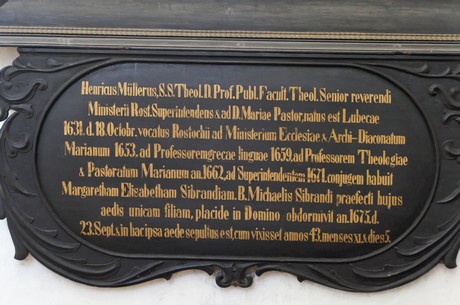 Henricus Müllerus, S.S. Theol. D. Prof. Publ. Facult. Theol. Senior reverendi
Ministerii Rost. Superintendens & ad D. Mariae Pastor, natus est Lubecae
1631. d. 18. Octobr. vocatus Rostochii ad Ministerium Ecclesiae & Archi-Diaconatum
Marianum 1653. ad Professoremgrecae linguae 1659. ad Professorem Theologiae
& Pastoratum Marianum an. 1662, ad Superintendentem 1671. conjugem habuit
Margaretham Elisabetham Sibrandiam. B. Michaelis Sibrandi praefecti hujus
aedis unicam filiam, placide in Domino obdormivit an. 1675. d.
23. Sept. & in hac ipsa aede sepultus est. cum vixisset annos 43. menses XI. & dies 5.